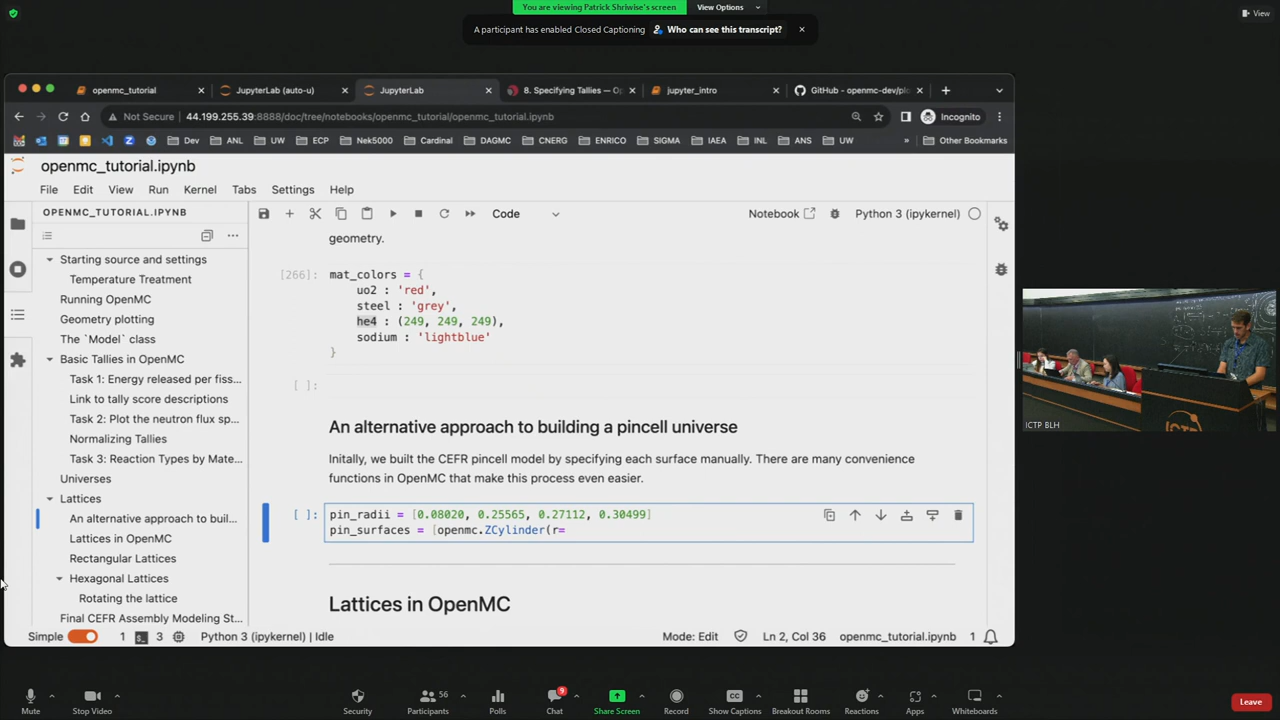 You are viewing Patrick Shriwise's screen
View Options
View
A participant has enabled Closed Captioning
Who can see this transcript?
openmc_tutorial
JupyterLab (auto-u)
JupyterLab
8. Specifying Tallies — O
jupyter_intro
GitHub - openmc-dev/plo
Not Secure
44.199.255.39:8888/doc/tree/notebooks/openmc_tutorial/openmc_tutorial.ipynb
Incognito
Dev
ANL
UW
ECP
Nek5000
Cardinal
DAGMC
CNERG
ENRICO
SIGMA
IAEA
INL
ANS
UW
»
Other Bookmarks
openmc_tutorial.ipynb
File
Edit
View
Run
Kernel
Tabs
Settings
Help
OPENMC_TUTORIAL.IPYNB
Code
Notebook
Python 3 (ipykernel)
Starting source and settings
Temperature Treatment
Running OpenMC
Geometry plotting
The `Model` class
Basic Tallies in OpenMC
Task 1: Energy released per fiss...
Link to tally score descriptions
Task 2: Plot the neutron flux sp...
Normalizing Tallies
Task 3: Reaction Types by Mate...
Universes
Lattices
An alternative approach to buil...
Lattices in OpenMC
Rectangular Lattices
Hexagonal Lattices
Rotating the lattice
Final CEFR Assembly Modeling St...
geometry.
[266]:
mat_colors = {
uo2 : 'red',
steel : 'grey',
he4 : (249, 249, 249),
sodium : 'lightblue'
}
[ ]:
An alternative approach to building a pincell universe
Initally, we built the CEFR pincell model by specifying each surface manually. There are many convenience
functions in OpenMC that make this process even easier.
[ ]:
pin_radii = [0.08020, 0.25565, 0.27112, 0.30499]
pin_surfaces = [openmc.ZCylinder(r=
Lattices in OpenMC
Simple
1
3
Python 3 (ipykernel) | Idle
Mode: Edit
Ln 2, Col 36
openmc_tutorial.ipynb
1
ICTP
ICTP BLH
Mute
Stop Video
Security
Participants
56
Polls
Chat
9
Share Screen
Record
Show Captions
Breakout Rooms
Reactions
Apps
Whiteboards
Leave